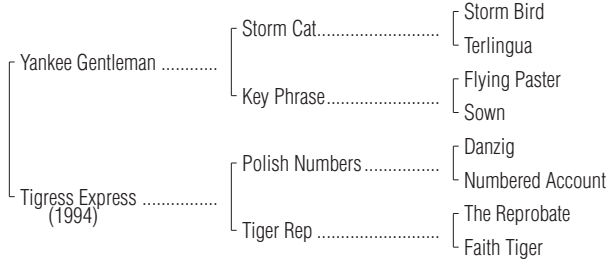 Storm Bird
Storm Cat
Terlingua
Yankee Gentleman
Flying Paster
Key Phrase
Sown
Danzig
Polish Numbers
Numbered Account
Tigress Express
(1994)
The Reprobate
Tiger Rep
Faith Tiger